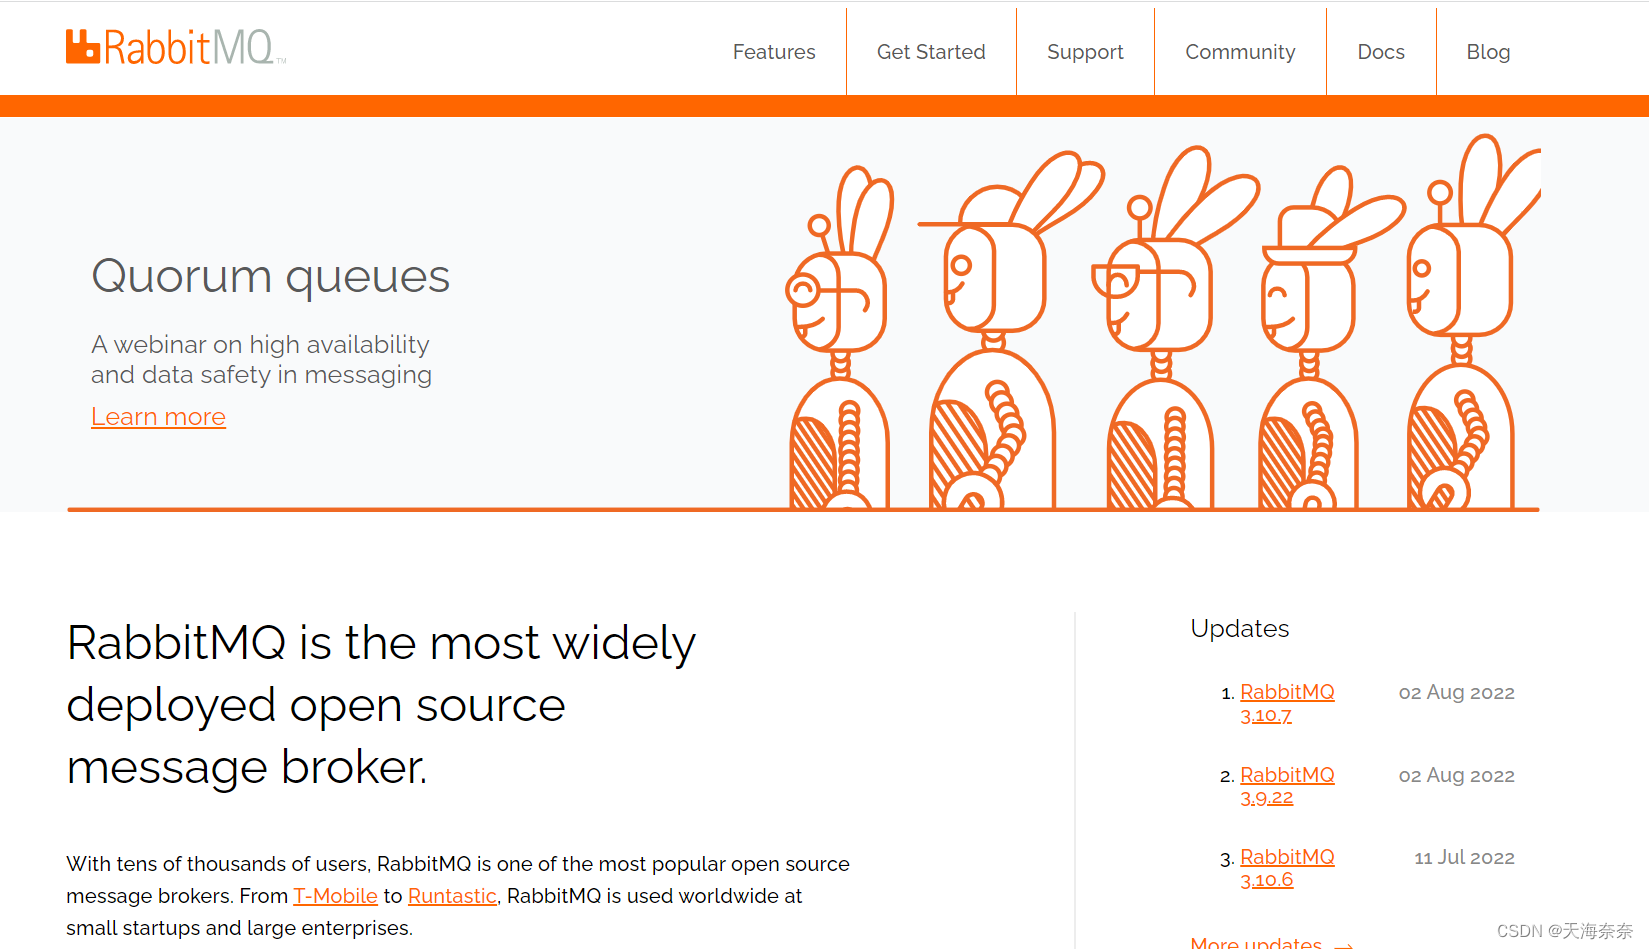 RabbitMQ TM
Features
Get Started
Support
Community
Docs
Blog
Quorum queues
A webinar on high availability
and data safety in messaging
Learn more
RabbitMQ is the most widely
deployed open source
message broker.
With tens of thousands of users, RabbitMQ is one of the most popular open source
message brokers. From T-Mobile to Runtastic, RabbitMQ is used worldwide at
small startups and large enterprises.
Updates
1. RabbitMQ 02 Aug 2022
3.10.7
2. RabbitMQ 02 Aug 2022
3.9.22
3. RabbitMQ 11 Jul 2022
3.10.6
More updates →
CSDN @天海奈奈